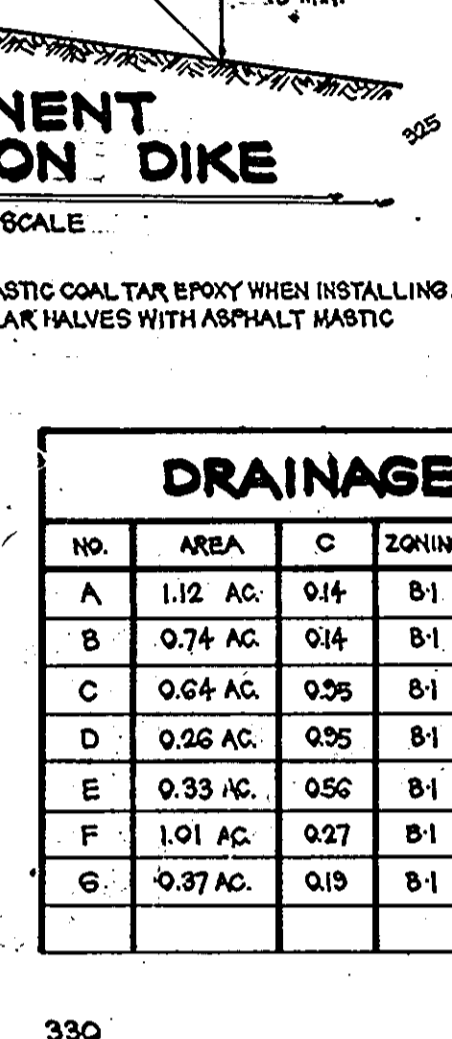 NENT
325
ON DIKE
SCALE
ASTIC COAL TAR EPOXY WHEN INSTALLING.
LAR HALVES WITH ASPHALT MASTIC
DRAINAGE
NO. AREA C ZONIN
A 1.12 AC. 0.14 B-1
B 0.74 AC. 0.14 B-1
C 0.64 AC. 0.95 B-1
D 0.26 AC. 0.95 B-1
E 0.33 AC. 0.56 B-1
F 1.01 AC. 0.27 B-1
G. 0.37 AC. 0.19 B-1
330